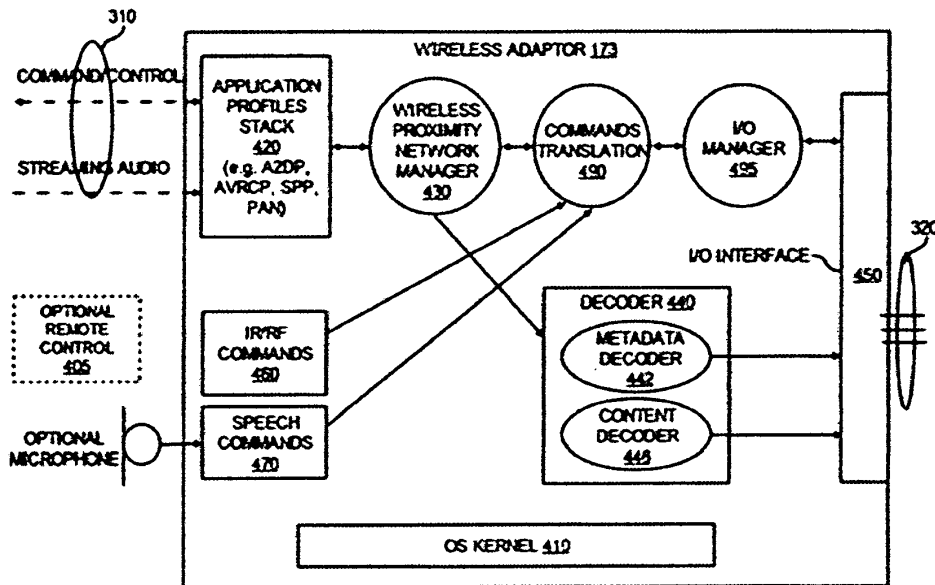 310
WIRELESS ADAPTOR 173
COMMAND/CONTROL
STREAMING AUDIO
APPLICATION
PROFILES
STACK
420
(e.g. A2DP,
AVRCP, SPP,
PAN)
WIRELESS
PROXIMITY
NETWORK
MANAGER
430
COMMANDS
TRANSLATION
490
I/O
MANAGER
495
I/O INTERFACE
450
320
OPTIONAL
REMOTE
CONTROL
405
IR/RF
COMMANDS
460
OPTIONAL
MICROPHONE
SPEECH
COMMANDS
470
DECODER 440
METADATA
DECODER
442
CONTENT
DECODER
448
OS KERNEL 410